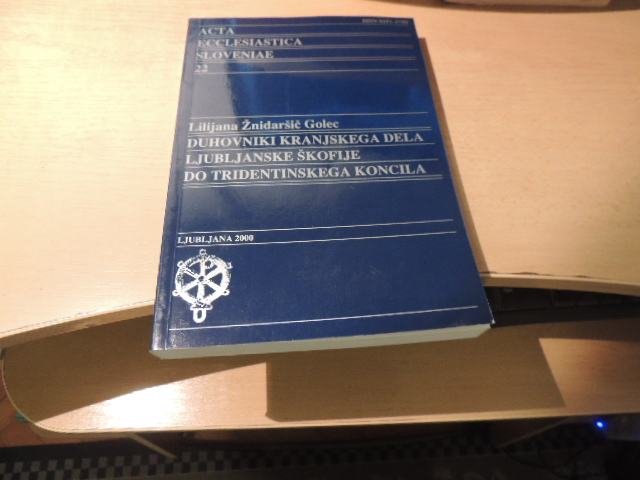 ACTA
ECCLESIASTICA
SLOVENIAE
22
Lilijana Žnidaršič Golec
DUHOVNIKI KRANJSKEGA DELA
LJUBLJANSKE ŠKOFIJE
DO TRIDENTINSKEGA KONCILA
LJUBLJANA 2000